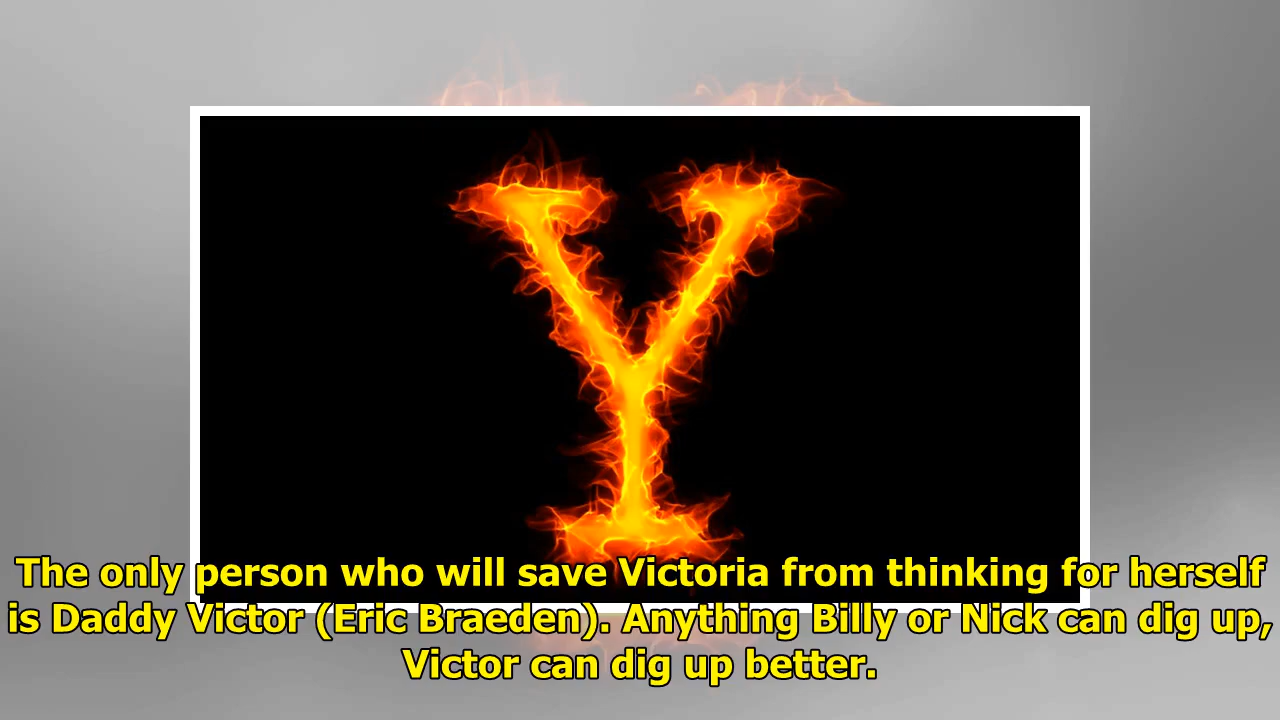 Y
The only person who will save Victoria from thinking for herself
is Daddy Victor (Eric Braeden). Anything Billy or Nick can dig up,
Victor can dig up better.